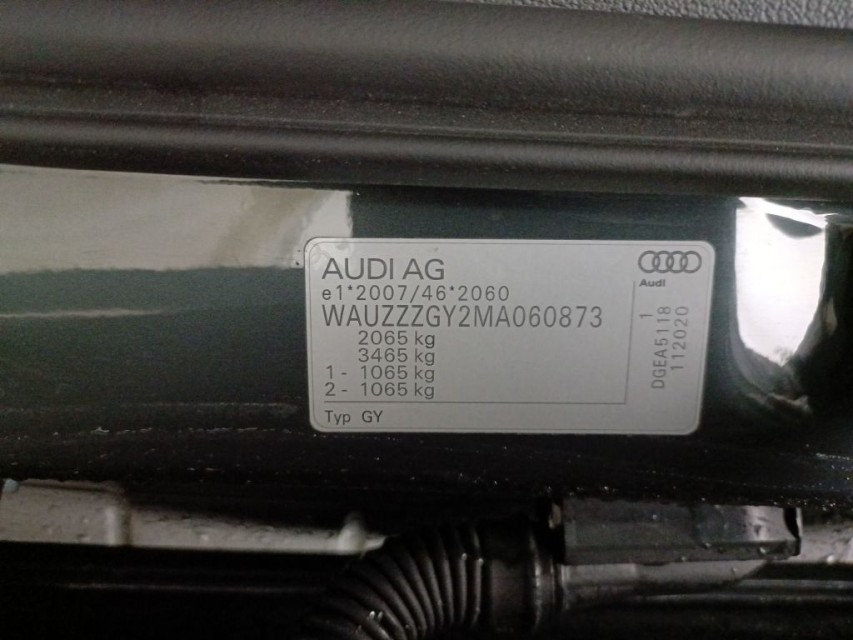 AUDI AG
Audi
e1*2007/46*2060
WAUZZZGY2MA060873
2065 kg
3465 kg
1 - 1065 kg
2 - 1065 kg
Typ GY
DGEA5118 1
112020